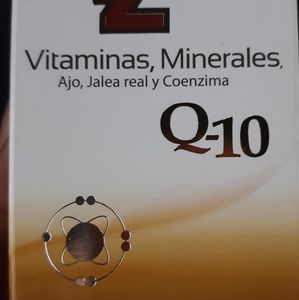 Z
Vitaminas, Minerales,
Ajo, Jalea real y Coenzima
Q-10